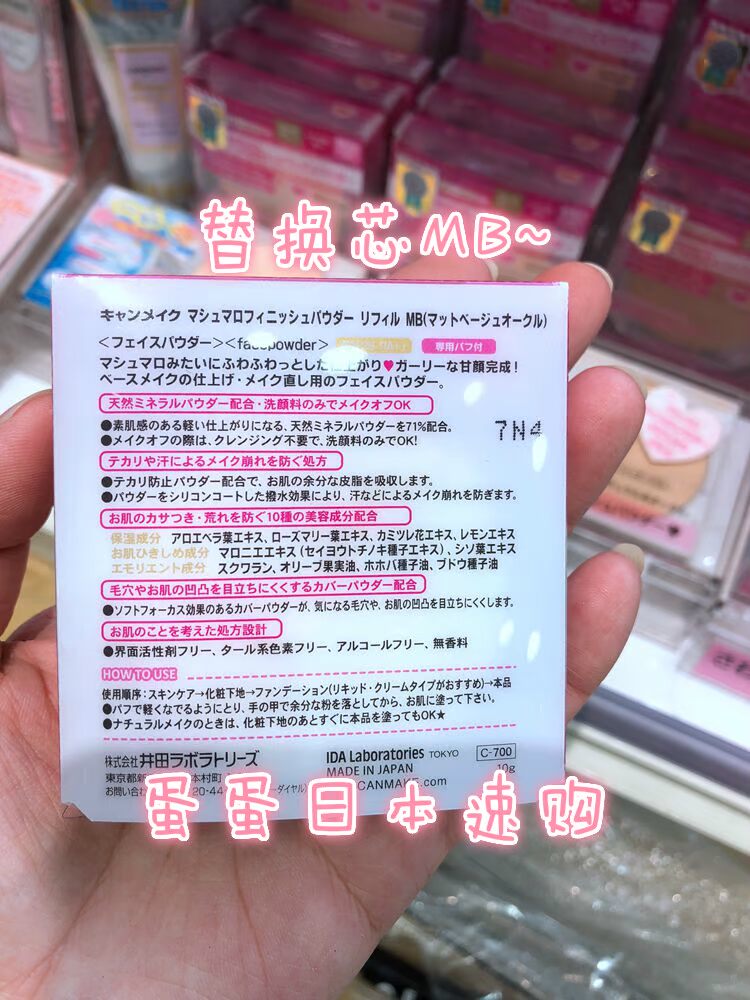 替换芯MB~
キャンメイク マシュマロフィニッシュパウダー リフィル MB(マットベージュオークル)
<フェイスパウダー><facepowder> 専用パフ付
マシュマロみたいにふわふわっとした仕上がり♥ガーリーな甘顔完成!
ベースメイクの仕上げ・メイク直し用のフェイスパウダー。
天然ミネラルパウダー配合・洗顔料のみでメイクオフOK
●素肌感のある軽い仕上がりになる、天然ミネラルパウダーを71%配合。
●メイクオフの際は、クレンジング不要で、洗顔料のみでOK!
7N4
テカリや汗によるメイク崩れを防ぐ処方
●テカリ防止パウダー配合で、お肌の余分な皮脂を吸収します。
●パウダーをシリコンコートした撥水効果により、汗などによるメイク崩れを防ぎます。
お肌のカサつき・荒れを防ぐ10種の美容成分配合
保湿成分 アロエベラ葉エキス、ローズマリー葉エキス、カミツレ花エキス、レモンエキス
お肌ひきしめ成分 マロニエエキス(セイヨウトチノキ種子エキス)、シソ葉エキス
エモリエント成分 スクワラン、オリーブ果実油、ホホバ種子油、ブドウ種子油
毛穴やお肌の凹凸を目立ちにくくするカバーパウダー配合
●ソフトフォーカス効果のあるカバーパウダーが、気になる毛穴や、お肌の凹凸を目立ちにくくします。
お肌のことを考えた処方設計
●界面活性剤フリー、タール系色素フリー、アルコールフリー、無香料
HOW TO USE
使用順序:スキンケア→化粧下地→ファンデーション(リキッド・クリームタイプがおすすめ)→本品
●パフで軽くなでるようにとり、手の甲で余分な粉を落としてから、お肌に塗って下さい。
●ナチュラルメイクのときは、化粧下地のあとすぐに本品を塗ってもOK★
株式会社 井田ラボラトリーズ IDA Laboratories TOKYO C-700
東京都新 本村町 MADE IN JAPAN 10g
お問い合 20-44 ーダイヤル) CANMAKE.com
蛋蛋日本速购